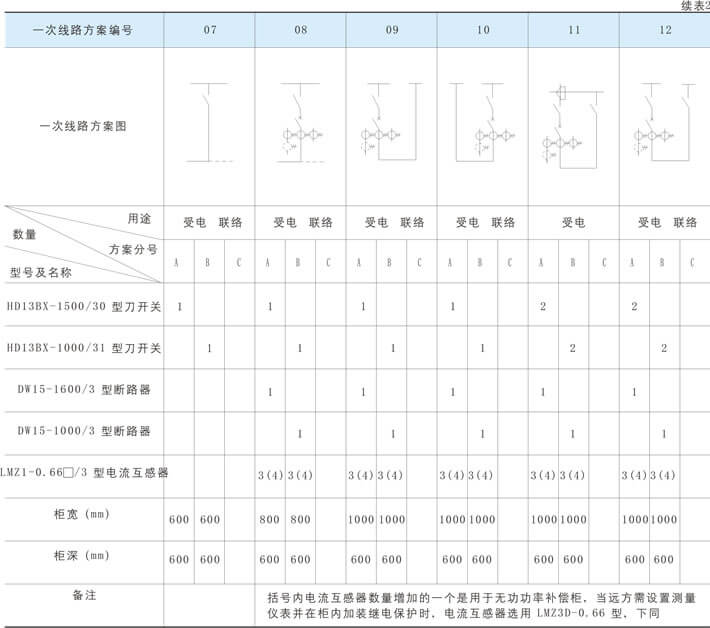 续表2
一次线路方案编号 07 08 09 10 11 12
一次线路方案图
用途 受电 联络 受电 联络 受电 联络 受电 受电 联络
数量
方案分号 A B C A B C A B C A B C A B C A B C
型号及名称
HD13BX-1500/30 型刀开关 1 1 1 1 2 2
HD13BX-1000/31 型刀开关 1 1 1 1 2 2
DW15-1600/3 型断路器 1 1 1 1 1
DW15-1000/3 型断路器 1 1 1 1 1
LMZ1-0.66□/3 型电流互感器 3(4) 3(4) 3(4) 3(4) 3(4) 3(4) 3(4) 3(4) 3(4) 3(4)
柜宽 (mm) 600 600 800 800 1000 1000 1000 1000 1000 1000 1000 1000
柜深 (mm) 600 600 600 600 600 600 600 600 600 600 600 600
备注 括号内电流互感器数量增加的一个是用于无功功率补偿柜，当远方需设置测量
仪表并在柜内加装继电保护时，电流互感器选用 LMZ3D-0.66 型，下同